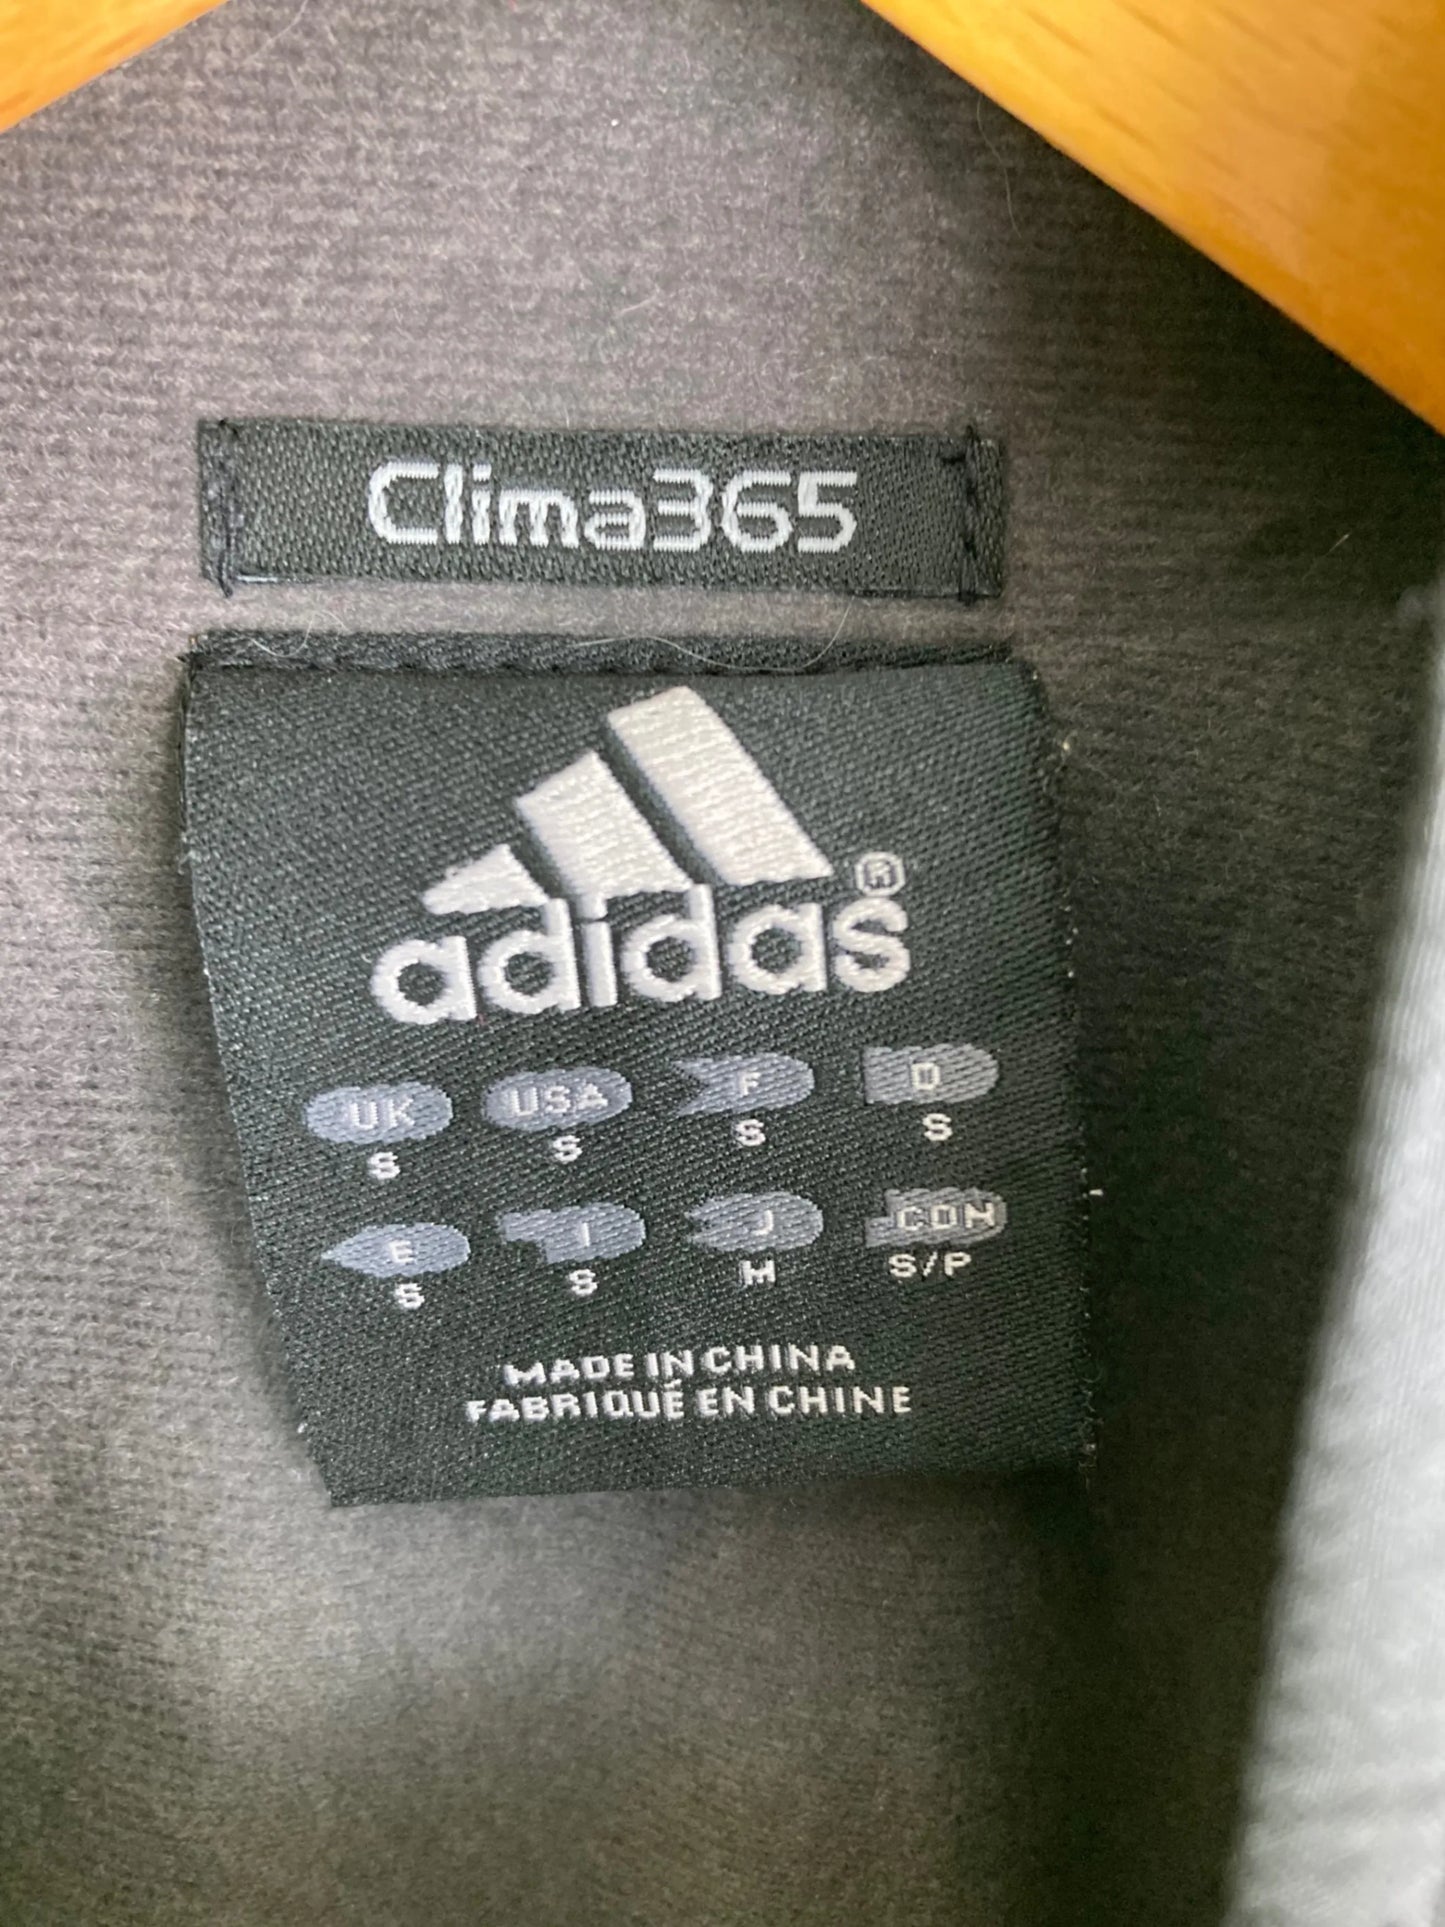 Clima365
adidas®
UK USA F D
S S S S
E I J CDN
S S M S/P
MADE IN CHINA
FABRIQUÉ EN CHINE